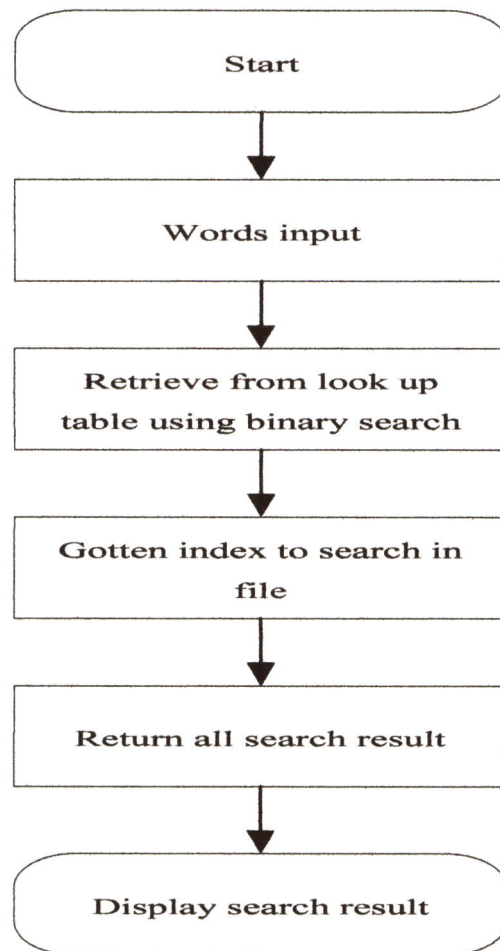 Start
Words input
Retrieve from look up
table using binary search
Gotten index to search in
file
Return all search result
Display search result